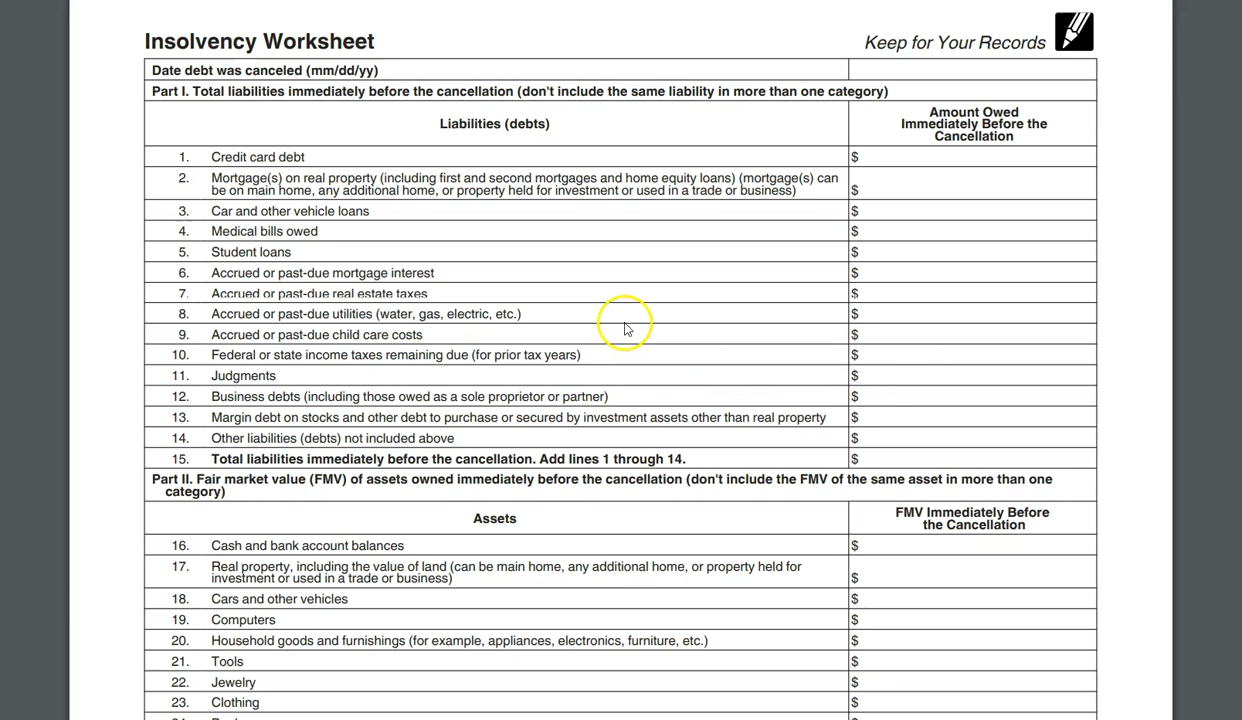 Insolvency Worksheet
Keep for Your Records
Date debt was canceled (mm/dd/yy)
Part I. Total liabilities immediately before the cancellation (don't include the same liability in more than one category)
Liabilities (debts)
Amount Owed
Immediately Before the
Cancellation
1. Credit card debt $
2. Mortgage(s) on real property (including first and second mortgages and home equity loans) (mortgage(s) can
be on main home, any additional home, or property held for investment or used in a trade or business) $
3. Car and other vehicle loans $
4. Medical bills owed $
5. Student loans $
6. Accrued or past-due mortgage interest $
7. Accrued or past-due real estate taxes $
8. Accrued or past-due utilities (water, gas, electric, etc.) $
9. Accrued or past-due child care costs $
10. Federal or state income taxes remaining due (for prior tax years) $
11. Judgments $
12. Business debts (including those owed as a sole proprietor or partner) $
13. Margin debt on stocks and other debt to purchase or secured by investment assets other than real property $
14. Other liabilities (debts) not included above $
15. Total liabilities immediately before the cancellation. Add lines 1 through 14. $
Part II. Fair market value (FMV) of assets owned immediately before the cancellation (don't include the FMV of the same asset in more than one
category)
Assets
FMV Immediately Before
the Cancellation
16. Cash and bank account balances $
17. Real property, including the value of land (can be main home, any additional home, or property held for
investment or used in a trade or business) $
18. Cars and other vehicles $
19. Computers $
20. Household goods and furnishings (for example, appliances, electronics, furniture, etc.) $
21. Tools $
22. Jewelry $
23. Clothing $